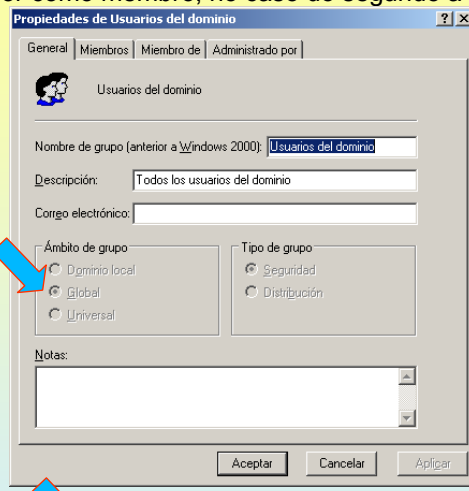 Propiedades de Usuarios del dominio
General Miembros Miembro de Administrado por
Usuarios del dominio
Nombre de grupo (anterior a Windows 2000): Usuarios del dominio
Descripción: Todos los usuarios del dominio
Correo electrónico:
Ámbito de grupo Tipo de grupo
Dominio local Seguridad
Global Distribución
Universal
Notas:
Aceptar Cancelar Aplicar